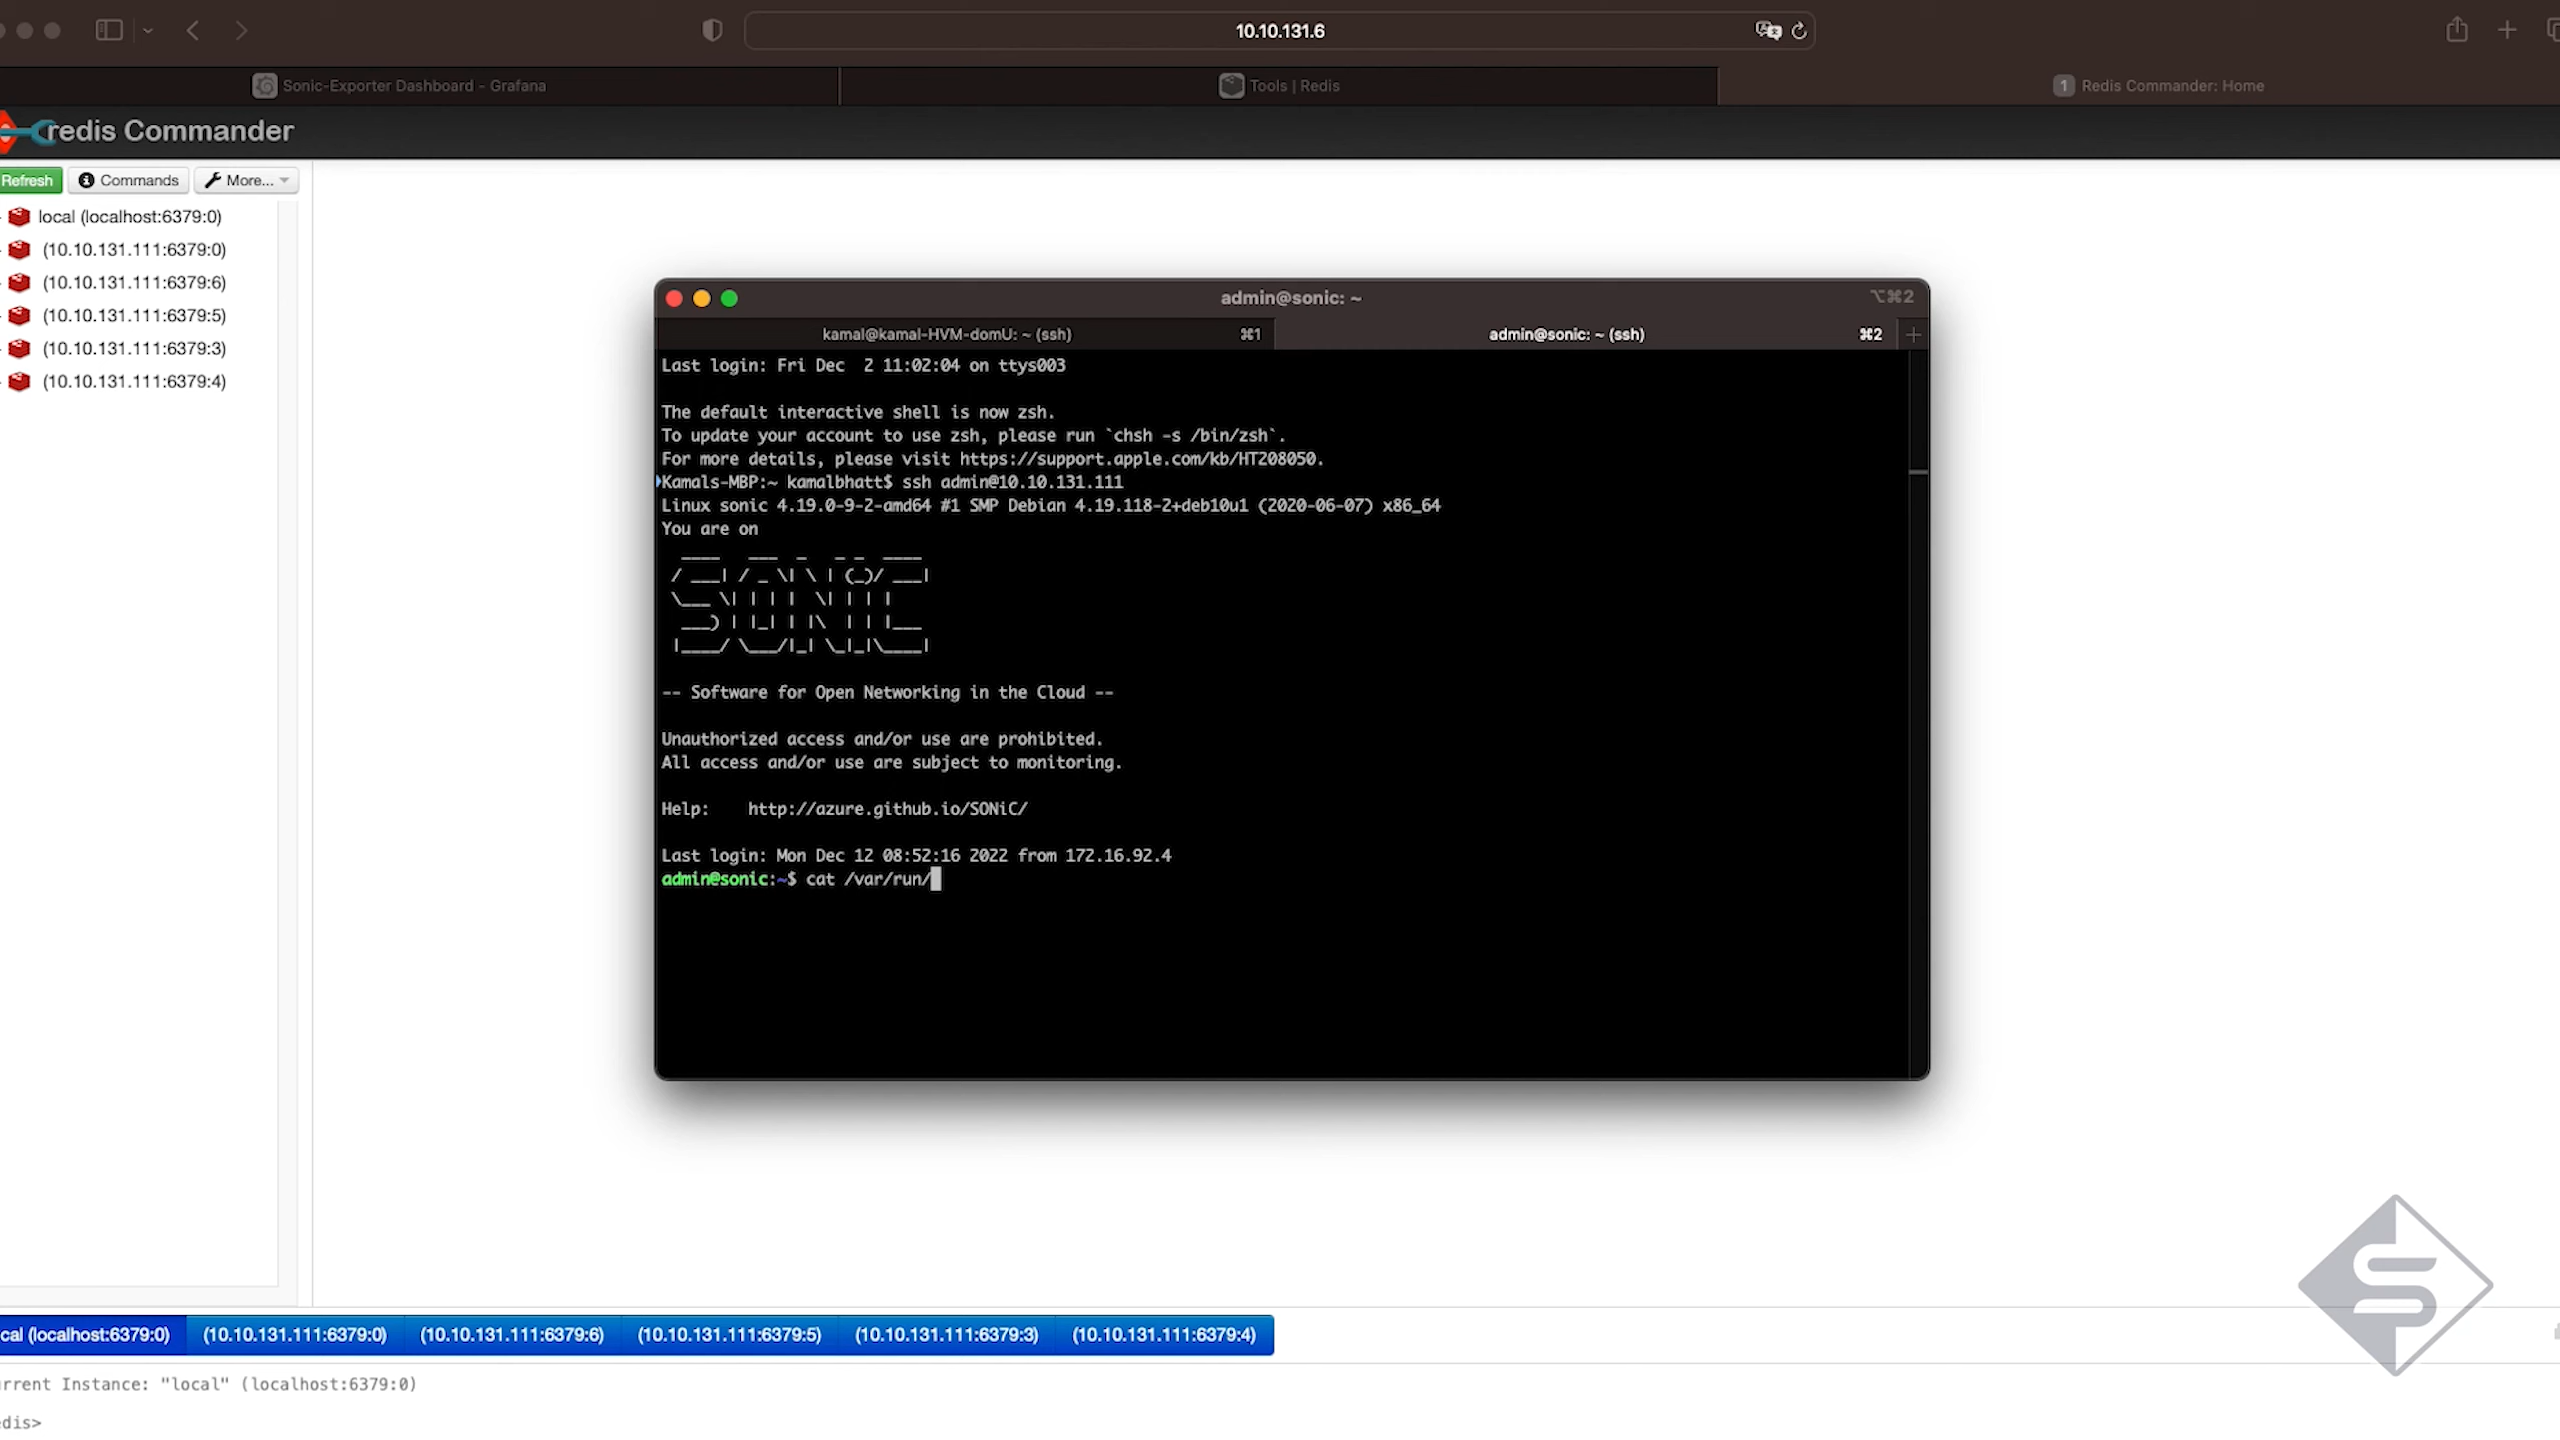 10.10.131.6
Sonic-Exporter Dashboard - Grafana
Tools | Redis
1 Redis Commander: Home
redis Commander
Refresh
Commands
More...
local (localhost:6379:0)
(10.10.131.111:6379:0)
(10.10.131.111:6379:6)
(10.10.131.111:6379:5)
(10.10.131.111:6379:3)
(10.10.131.111:6379:4)
admin@sonic: ~
⌥⌘2
kamal@kamal-HVM-domU: ~ (ssh) ⌘1
admin@sonic: ~ (ssh) ⌘2
Last login: Fri Dec  2 11:02:04 on ttys003
The default interactive shell is now zsh.
To update your account to use zsh, please run `chsh -s /bin/zsh`.
For more details, please visit https://support.apple.com/kb/HT208050.
Kamals-MBP:~ kamalbhatt$ ssh admin@10.10.131.111
Linux sonic 4.19.0-9-2-amd64 #1 SMP Debian 4.19.118-2+deb10u1 (2020-06-07) x86_64
You are on
SONiC
-- Software for Open Networking in the Cloud --
Unauthorized access and/or use are prohibited.
All access and/or use are subject to monitoring.
Help:    http://azure.github.io/SONiC/
Last login: Mon Dec 12 08:52:16 2022 from 172.16.92.4
admin@sonic:~$ cat /var/run/
cal (localhost:6379:0)
(10.10.131.111:6379:0)
(10.10.131.111:6379:6)
(10.10.131.111:6379:5)
(10.10.131.111:6379:3)
(10.10.131.111:6379:4)
rrent Instance: "local" (localhost:6379:0)
dis>